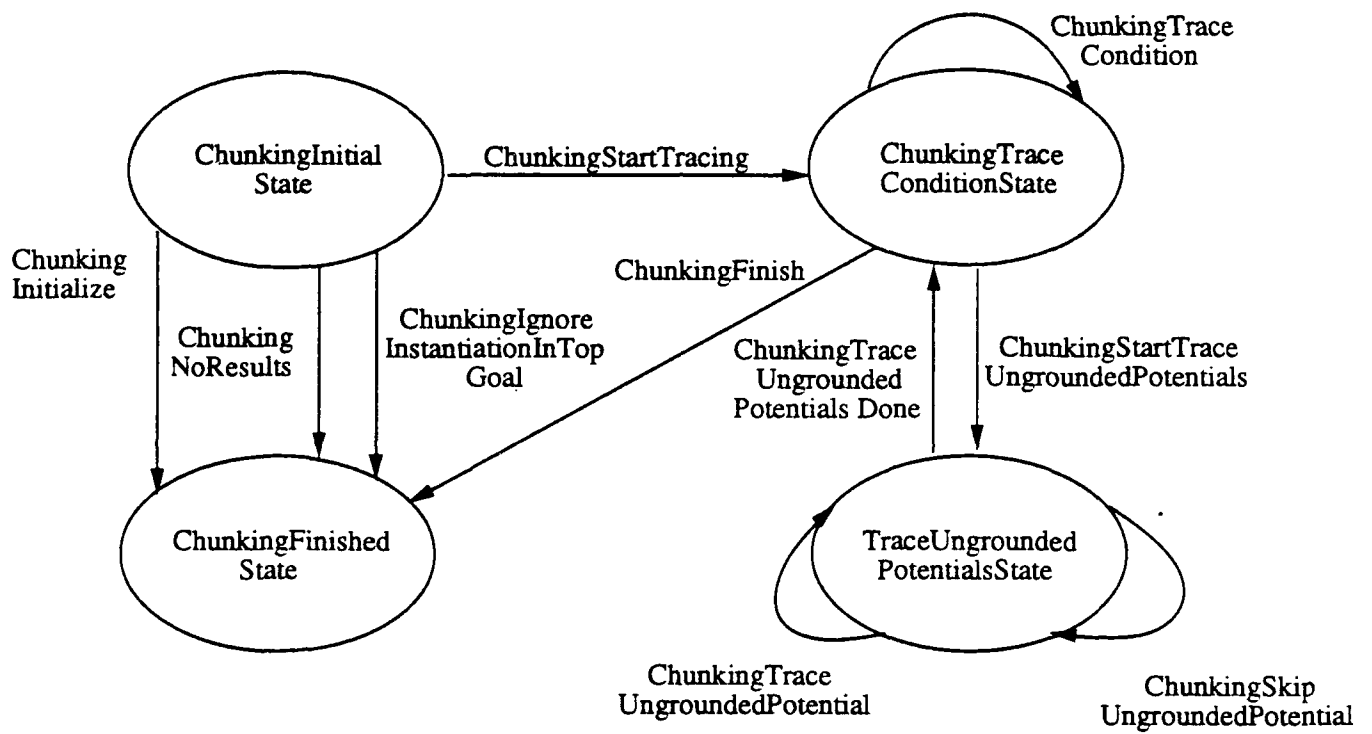 ChunkingTrace
Condition
ChunkingInitial
State
ChunkingStartTracing
ChunkingTrace
ConditionState
Chunking
Initialize
Chunking
NoResults
ChunkingIgnore
InstantiationInTop
Goal
ChunkingFinish
ChunkingTrace
Ungrounded
Potentials Done
ChunkingStartTrace
UngroundedPotentials
ChunkingFinished
State
TraceUngrounded
PotentialsState
ChunkingTrace
UngroundedPotential
ChunkingSkip
UngroundedPotential